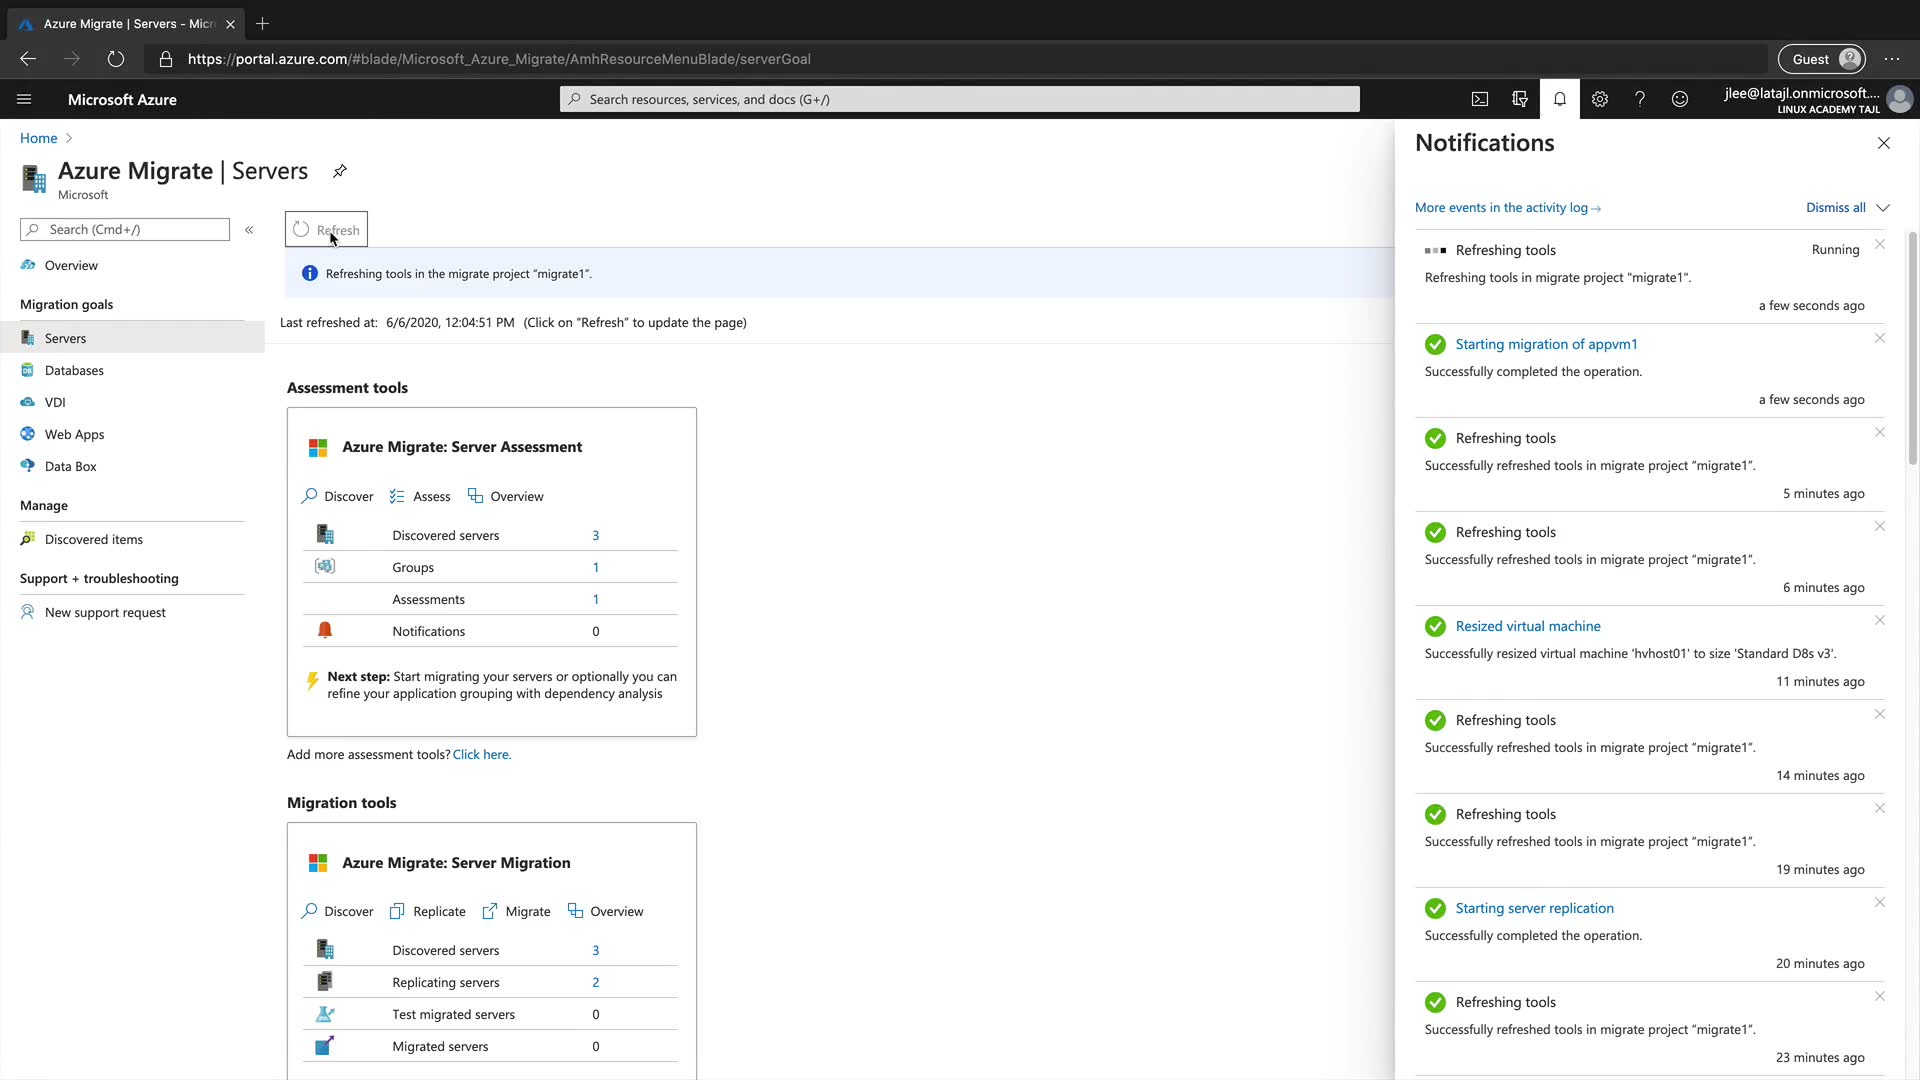 Azure Migrate | Servers - Micr
https://portal.azure.com/#blade/Microsoft_Azure_Migrate/AmhResourceMenuBlade/serverGoal
Guest
Microsoft Azure
Search resources, services, and docs (G+/)
jlee@latajl.onmicrosoft....
LINUX ACADEMY TAJL
Home
Azure Migrate | Servers
Microsoft
Search (Cmd+/)
Overview
Migration goals
Servers
Databases
VDI
Web Apps
Data Box
Manage
Discovered items
Support + troubleshooting
New support request
Refresh
Refreshing tools in the migrate project “migrate1”.
Last refreshed at: 6/6/2020, 12:04:51 PM (Click on “Refresh” to update the page)
Assessment tools
Azure Migrate: Server Assessment
Discover Assess Overview
Discovered servers 3
Groups 1
Assessments 1
Notifications 0
Next step: Start migrating your servers or optionally you can
refine your application grouping with dependency analysis
Add more assessment tools? Click here.
Migration tools
Azure Migrate: Server Migration
Discover Replicate Migrate Overview
Discovered servers 3
Replicating servers 2
Test migrated servers 0
Migrated servers 0
Notifications
More events in the activity log →
Dismiss all
Refreshing tools Running
Refreshing tools in migrate project "migrate1".
a few seconds ago
Starting migration of appvm1
Successfully completed the operation.
a few seconds ago
Refreshing tools
Successfully refreshed tools in migrate project “migrate1”.
5 minutes ago
Refreshing tools
Successfully refreshed tools in migrate project “migrate1”.
6 minutes ago
Resized virtual machine
Successfully resized virtual machine 'hvhost01' to size 'Standard D8s v3'.
11 minutes ago
Refreshing tools
Successfully refreshed tools in migrate project “migrate1”.
14 minutes ago
Refreshing tools
Successfully refreshed tools in migrate project “migrate1”.
19 minutes ago
Starting server replication
Successfully completed the operation.
20 minutes ago
Refreshing tools
Successfully refreshed tools in migrate project “migrate1”.
23 minutes ago